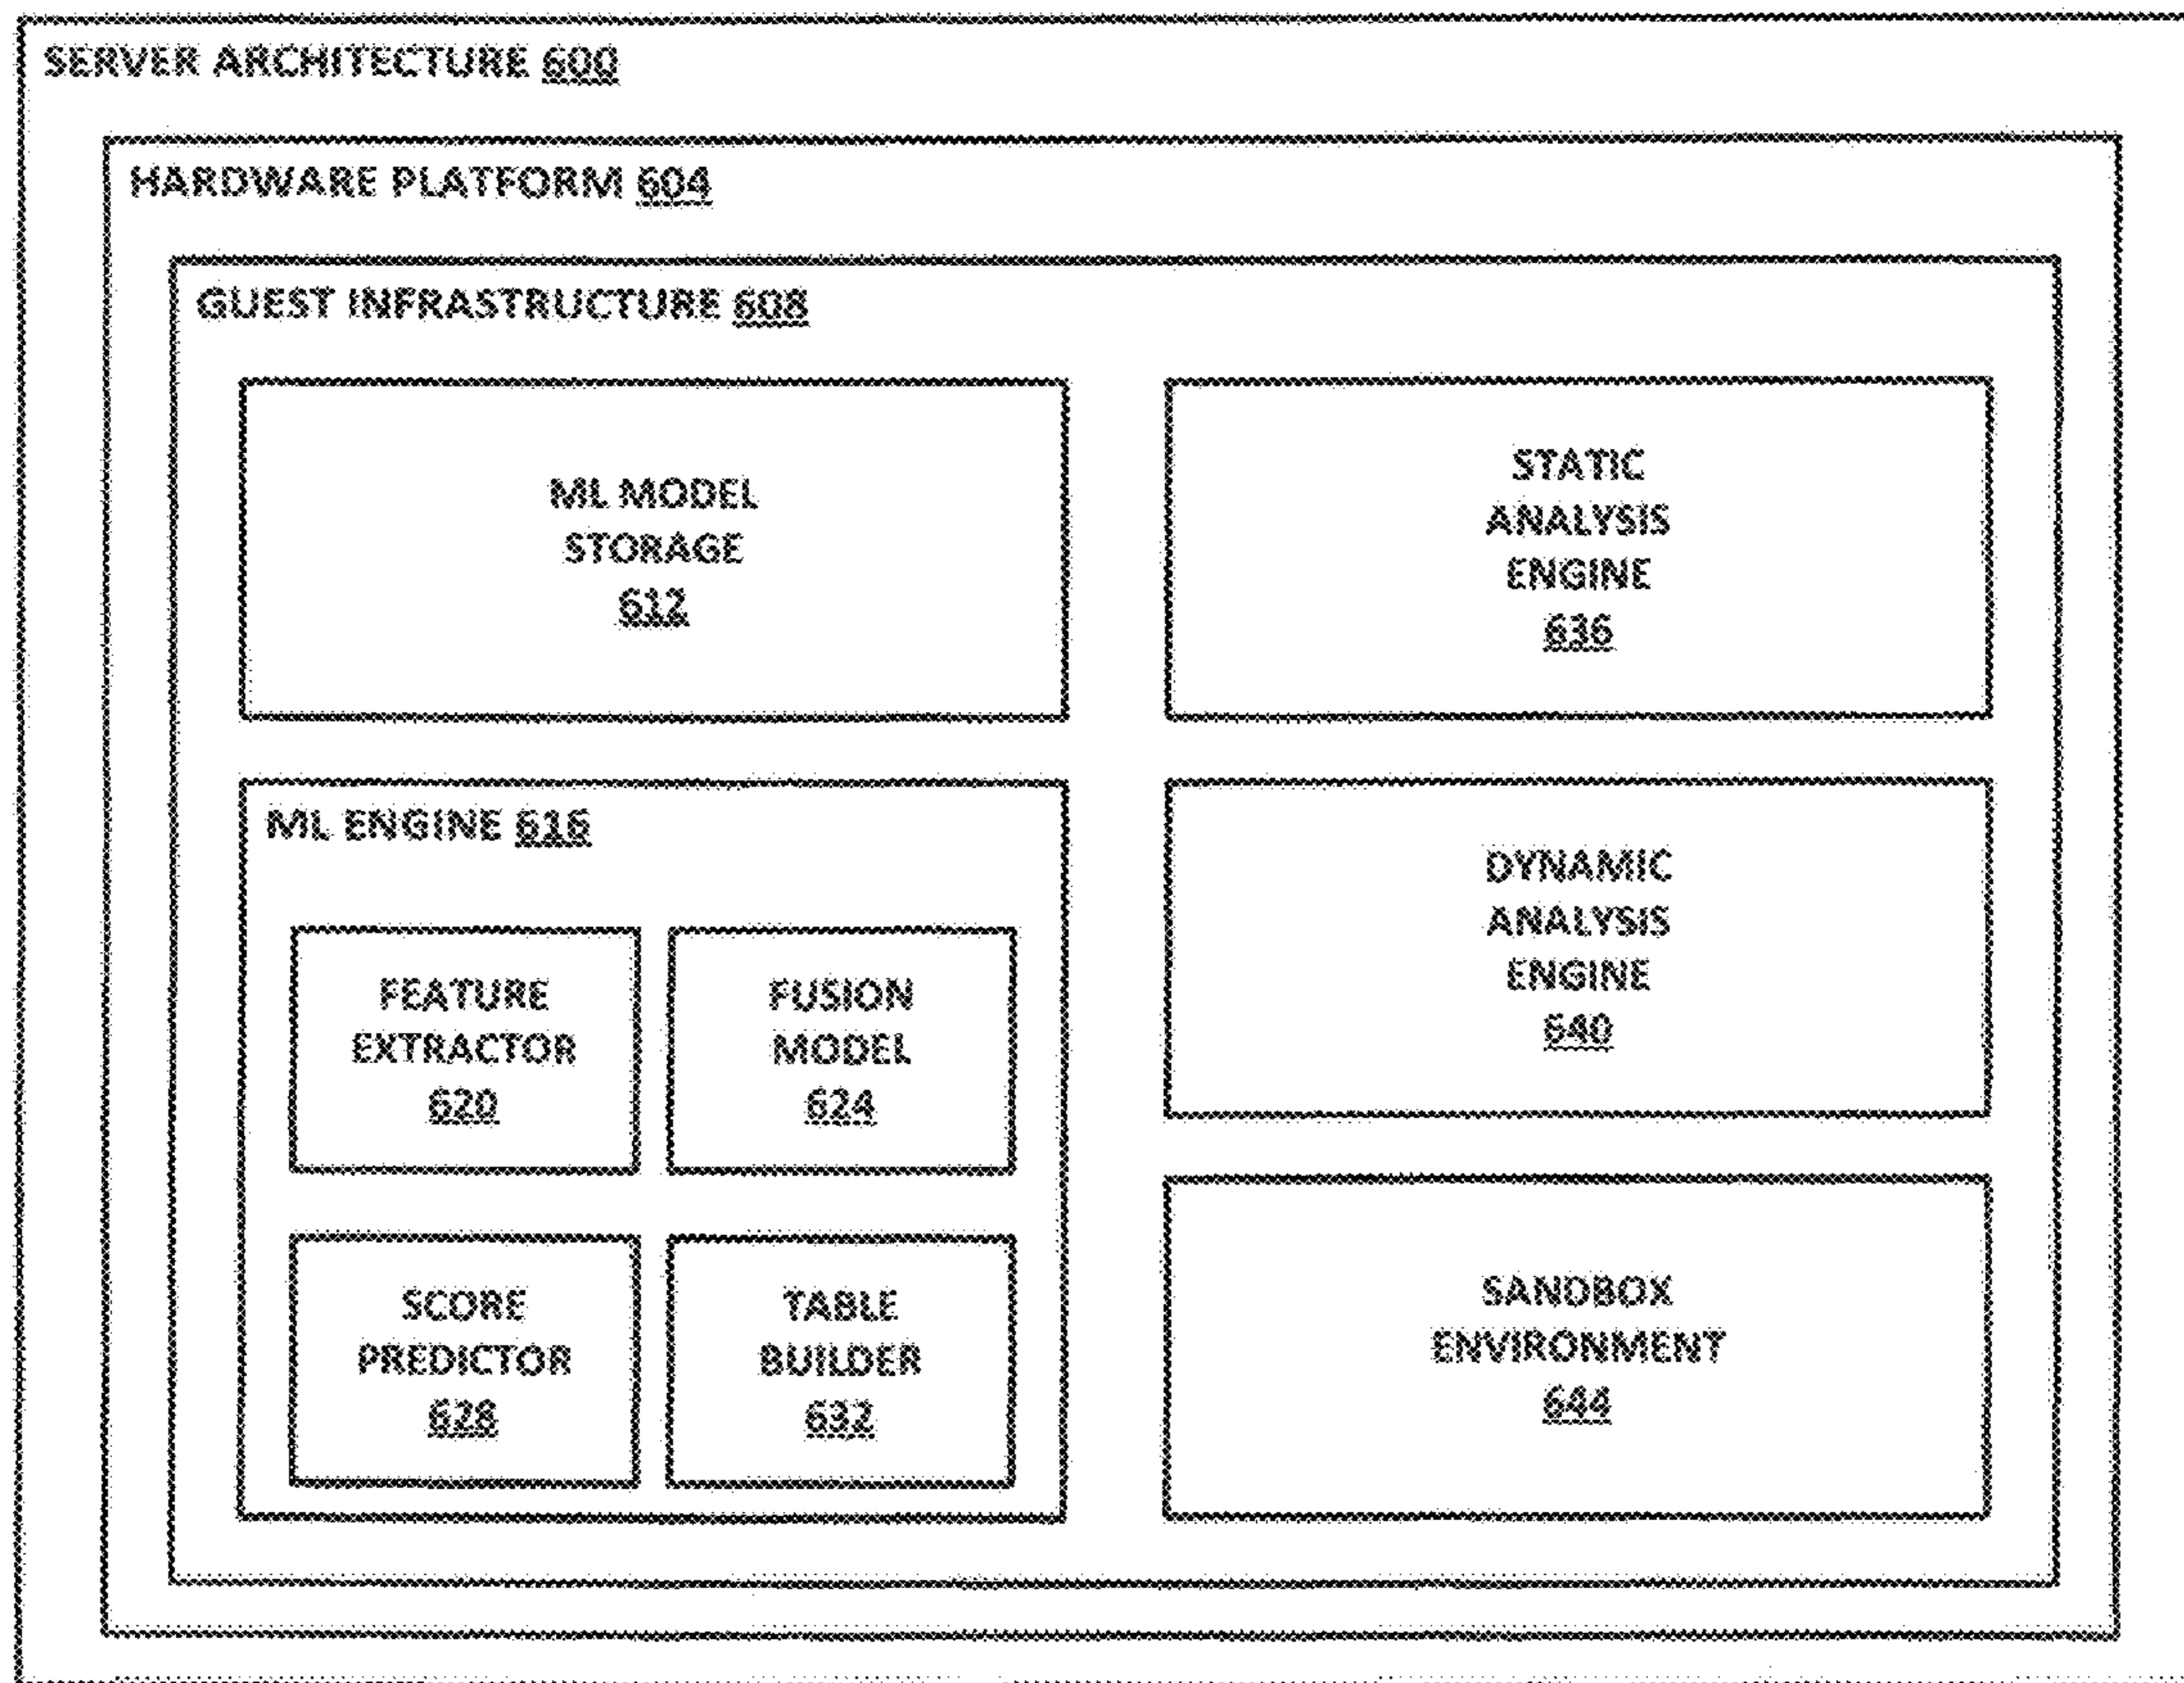 SERVER ARCHITECTURE 600
HARDWARE PLATFORM 604
GUEST INFRASTRUCTURE 608
ML MODEL
STORAGE
612
STATIC
ANALYSIS
ENGINE
636
ML ENGINE 616
FEATURE
EXTRACTOR
620
FUSION
MODEL
624
SCORE
PREDICTOR
628
TABLE
BUILDER
632
DYNAMIC
ANALYSIS
ENGINE
640
SANDBOX
ENVIRONMENT
644